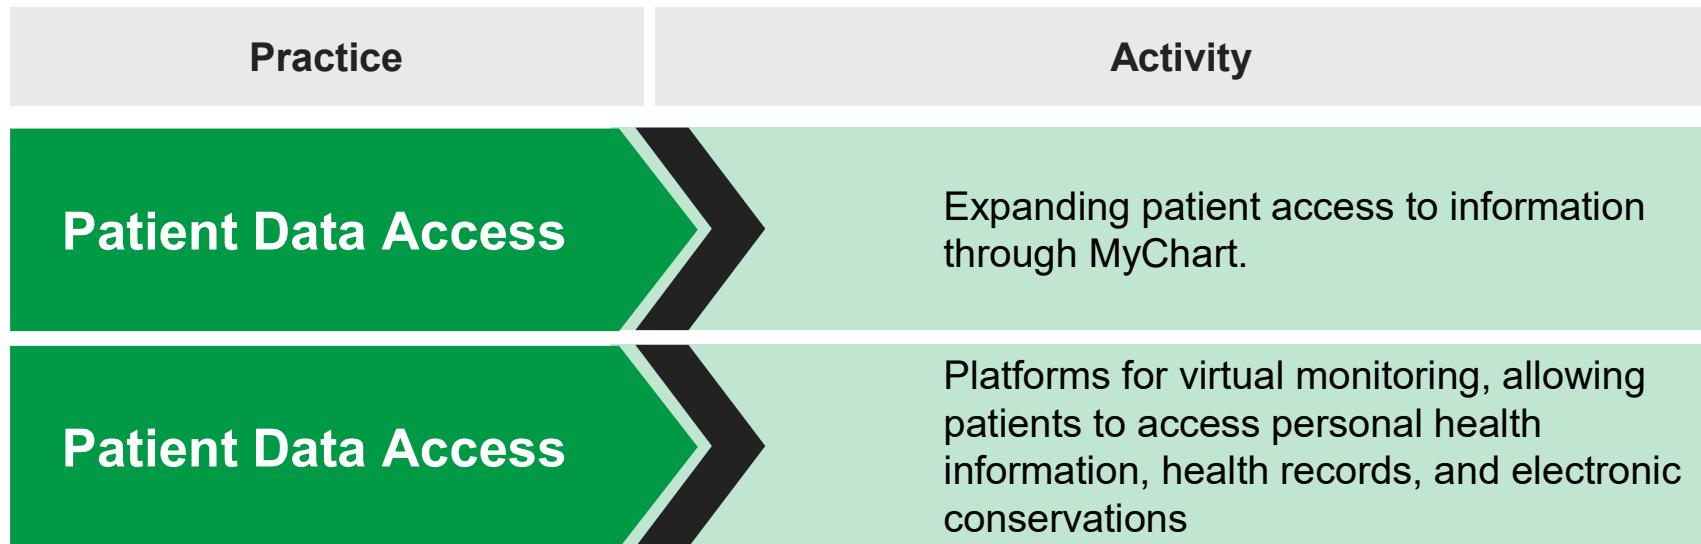 Practice
Activity
Patient Data Access
Expanding patient access to information
through MyChart.
Patient Data Access
Platforms for virtual monitoring, allowing
patients to access personal health
information, health records, and electronic
conservations